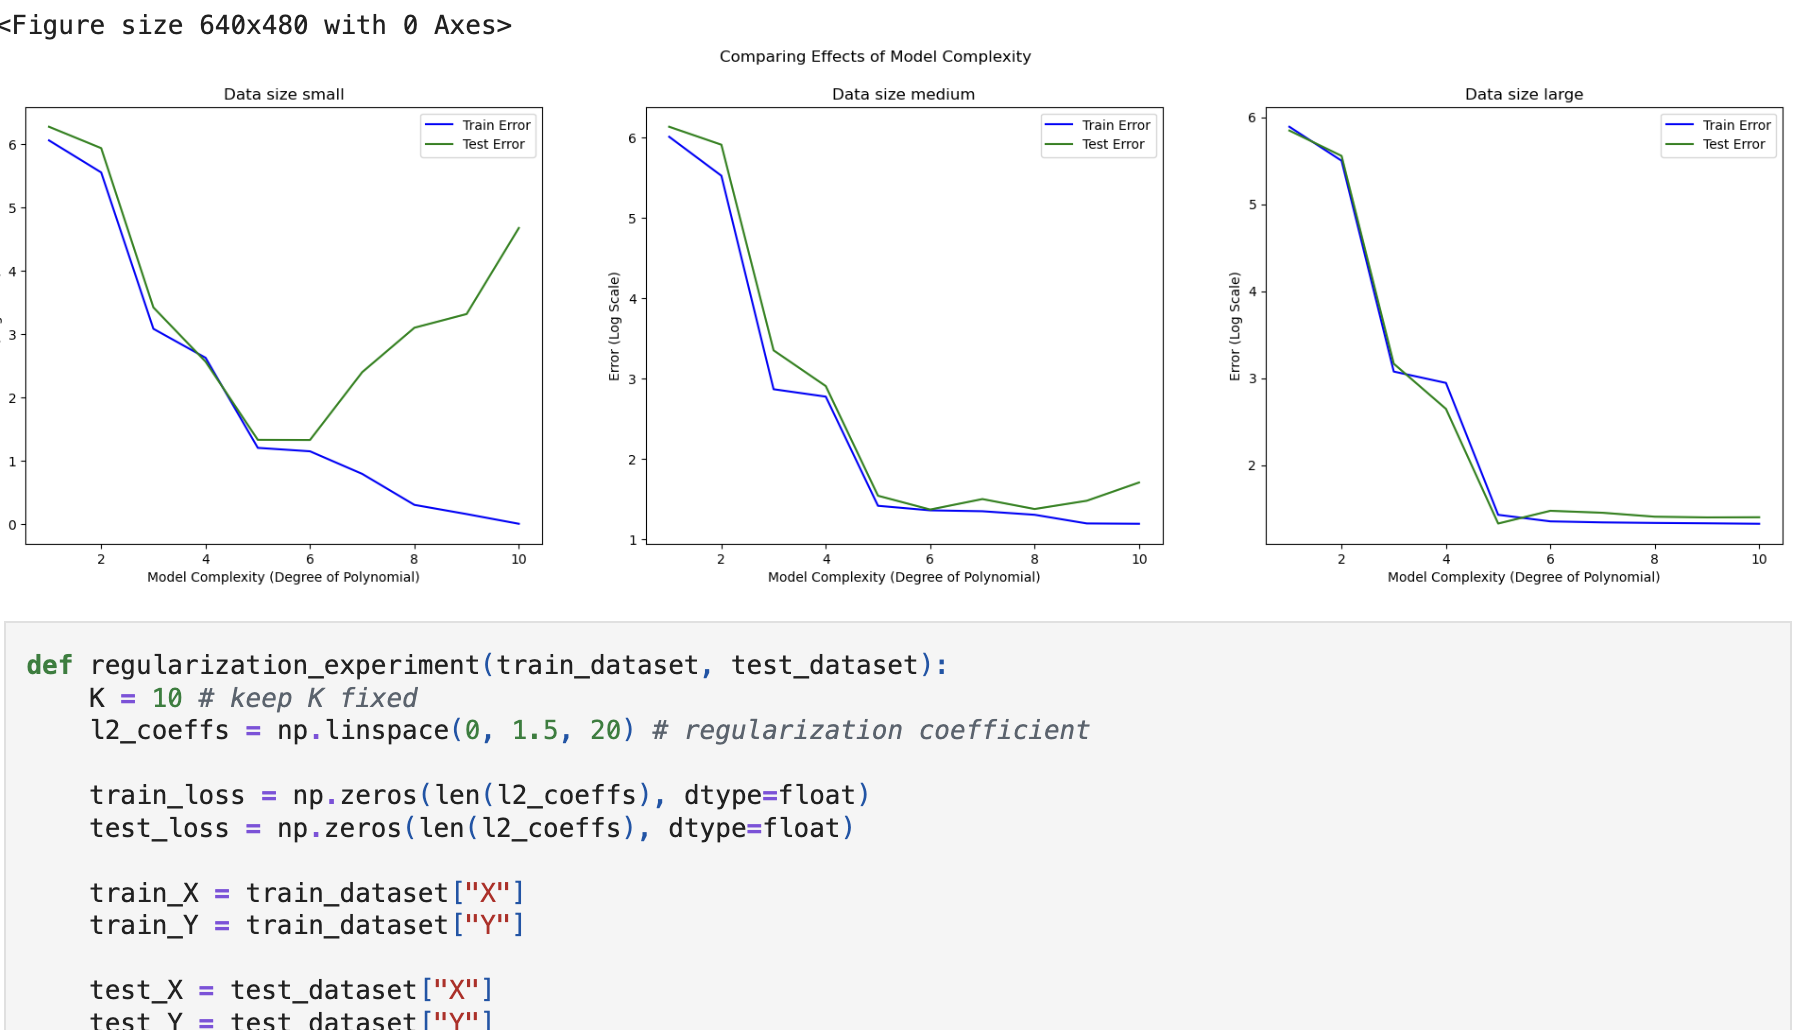 <Figure size 640x480 with 0 Axes>
Comparing Effects of Model Complexity
Data size small
Train Error
Test Error
6
5
4
3
2
1
0
2 4 6 8 10
Model Complexity (Degree of Polynomial)
Data size medium
Train Error
Test Error
Error (Log Scale)
6
5
4
3
2
1
2 4 6 8 10
Model Complexity (Degree of Polynomial)
Data size large
Train Error
Test Error
Error (Log Scale)
6
5
4
3
2
2 4 6 8 10
Model Complexity (Degree of Polynomial)
def regularization_experiment(train_dataset, test_dataset):
    K = 10 # keep K fixed
    l2_coeffs = np.linspace(0, 1.5, 20) # regularization coefficient
    train_loss = np.zeros(len(l2_coeffs), dtype=float)
    test_loss = np.zeros(len(l2_coeffs), dtype=float)
    train_X = train_dataset["X"]
    train_Y = train_dataset["Y"]
    test_X = test_dataset["X"]
    test_Y = test_dataset["Y"]